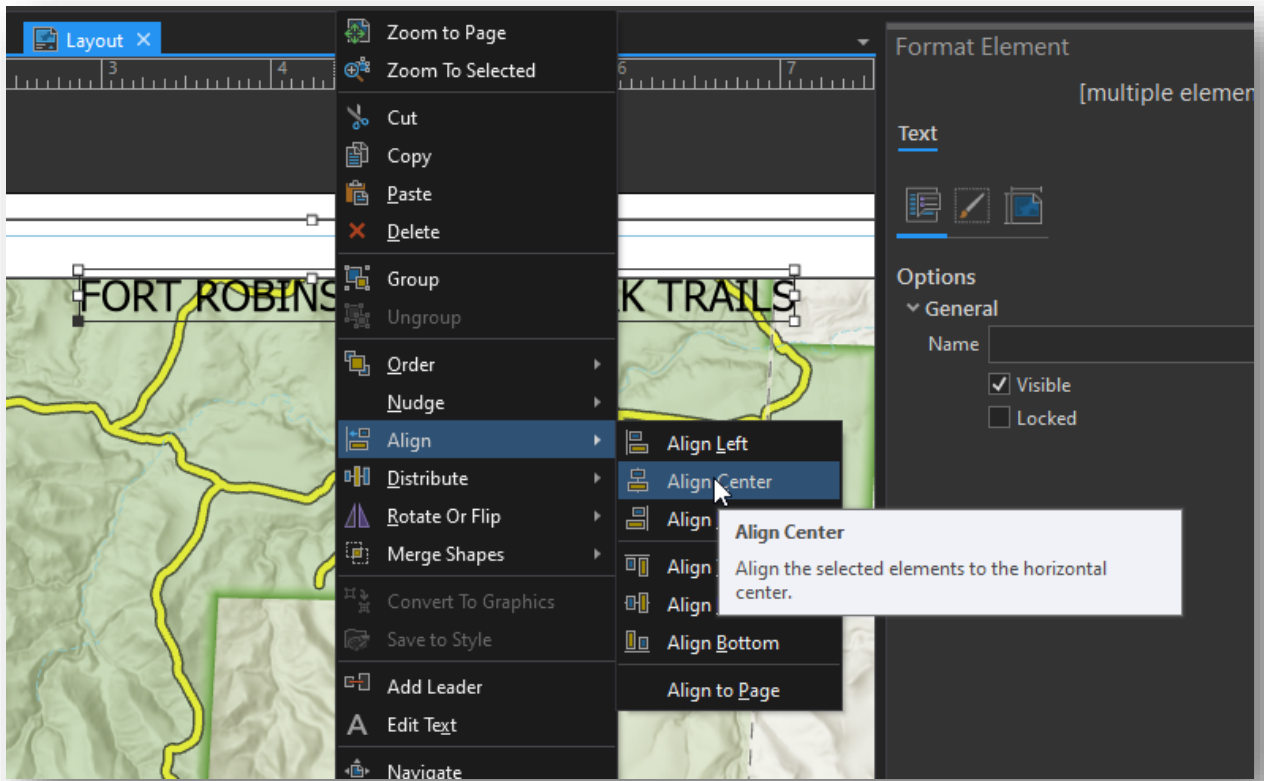 Layout
3
4
6
7
Zoom to Page
Zoom To Selected
Cut
Copy
Paste
Delete
Group
Ungroup
Order
Nudge
Align
Distribute
Rotate Or Flip
Merge Shapes
Convert To Graphics
Save to Style
Add Leader
Edit Text
Navigate
FORT ROBINS
K TRAILS
Align Left
Align Center
Align
Align
Align
Align Bottom
Align to Page
Align Center
Align the selected elements to the horizontal
center.
Format Element
[multiple elemen
Text
Options
General
Name
Visible
Locked